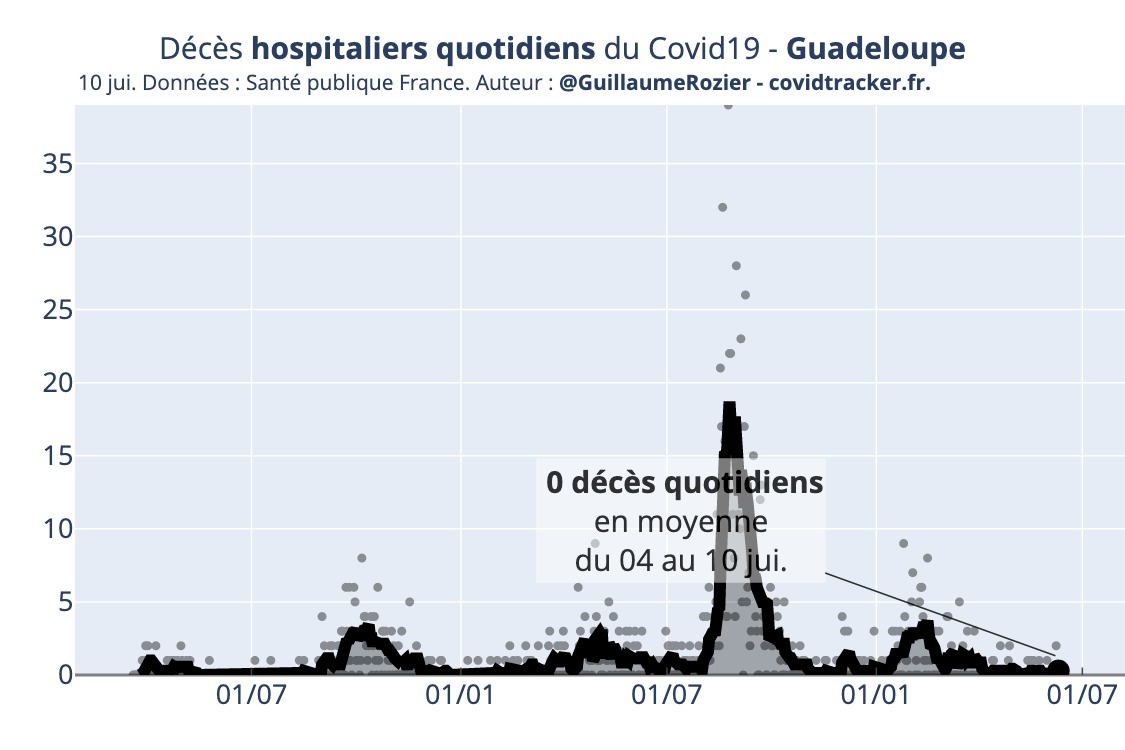 Décès hospitaliers quotidiens du Covid19 - Guadeloupe
10 jui. Données : Santé publique France. Auteur : @GuillaumeRozier - covidtracker.fr.
35
30
25
20
15
10
5
0
0 décès quotidiens
en moyenne
du 04 au 10 jui.
01/07 01/01 01/07 01/01 01/07